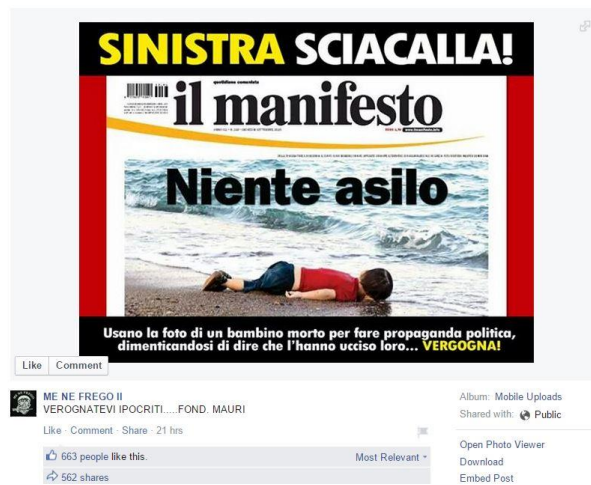 SINISTRA SCIACALLA!
quotidiano comunista
il manifesto
Niente asilo
Usano la foto di un bambino morto per fare propaganda politica,
dimenticandosi di dire che l'hanno ucciso loro... VERGOGNA!
Like Comment
ME NE FREGO II
VEROGNATEVI IPOCRITI.....FOND. MAURI
Like · Comment · Share · 21 hrs
663 people like this.
Most Relevant
562 shares
Album: Mobile Uploads
Shared with: Public
Open Photo Viewer
Download
Embed Post